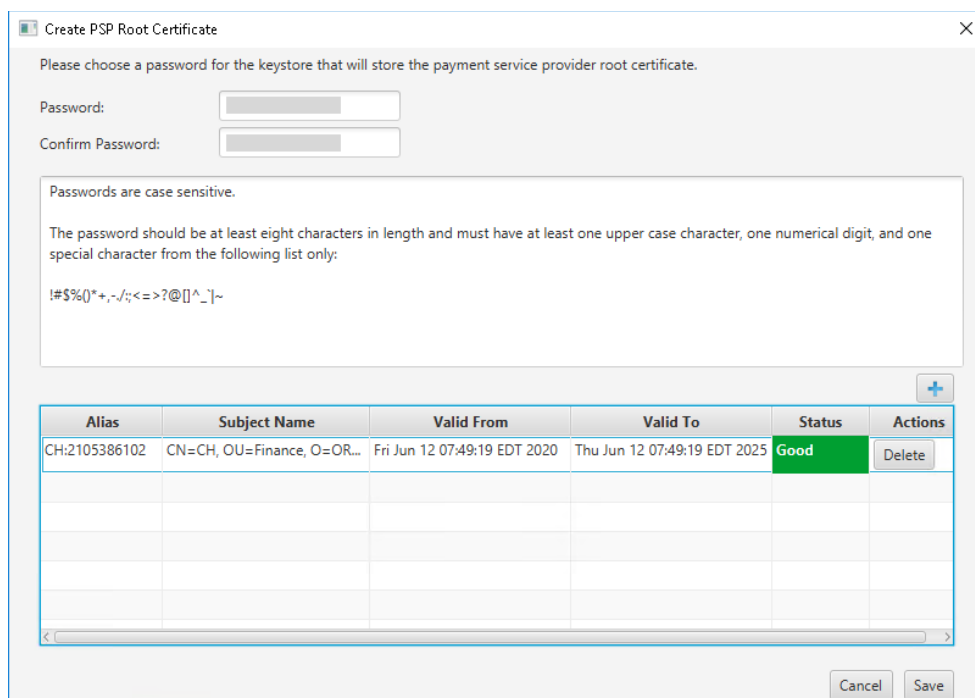 Create PSP Root Certificate
Please choose a password for the keystore that will store the payment service provider root certificate.
Password:
Confirm Password:
Passwords are case sensitive.
The password should be at least eight characters in length and must have at least one upper case character, one numerical digit, and one
special character from the following list only:
!#$%()*+,-./:;<=>?@[]^_`|~
Alias Subject Name Valid From Valid To Status Actions
CH:2105386102 CN=CH, OU=Finance, O=OR... Fri Jun 12 07:49:19 EDT 2020 Thu Jun 12 07:49:19 EDT 2025 Good Delete
Cancel Save